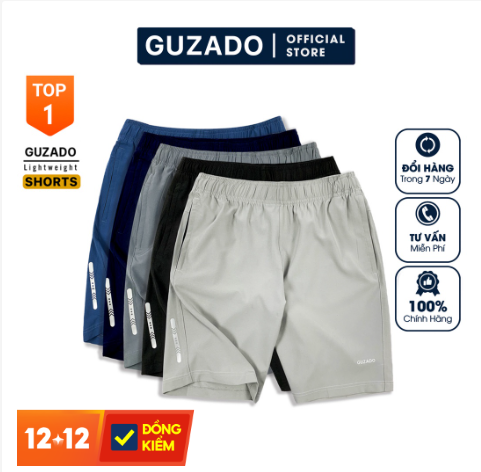 GUZADO
OFFICIAL
STORE
TOP
1
GUZADO
Lightweight
SHORTS
ĐỔI HÀNG
Trong 7 Ngày
TƯ VẤN
Miễn Phí
100%
Chính Hãng
GUZADO
12-12
ĐỒNG
KIỂM